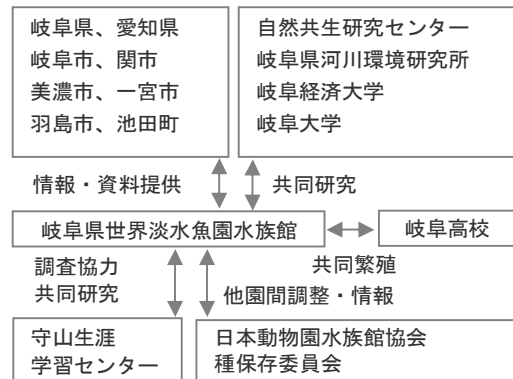 岐阜県、愛知県
岐阜市、関市
美濃市、一宮市
羽島市、池田町
自然共生研究センター
岐阜県河川環境研究所
岐阜経済大学
岐阜大学
情報・資料提供
共同研究
岐阜県世界淡水魚園水族館
岐阜高校
調査協力
共同研究
共同繁殖
他園間調整・情報
守山生涯
学習センター
日本動物園水族館協会
種保存委員会